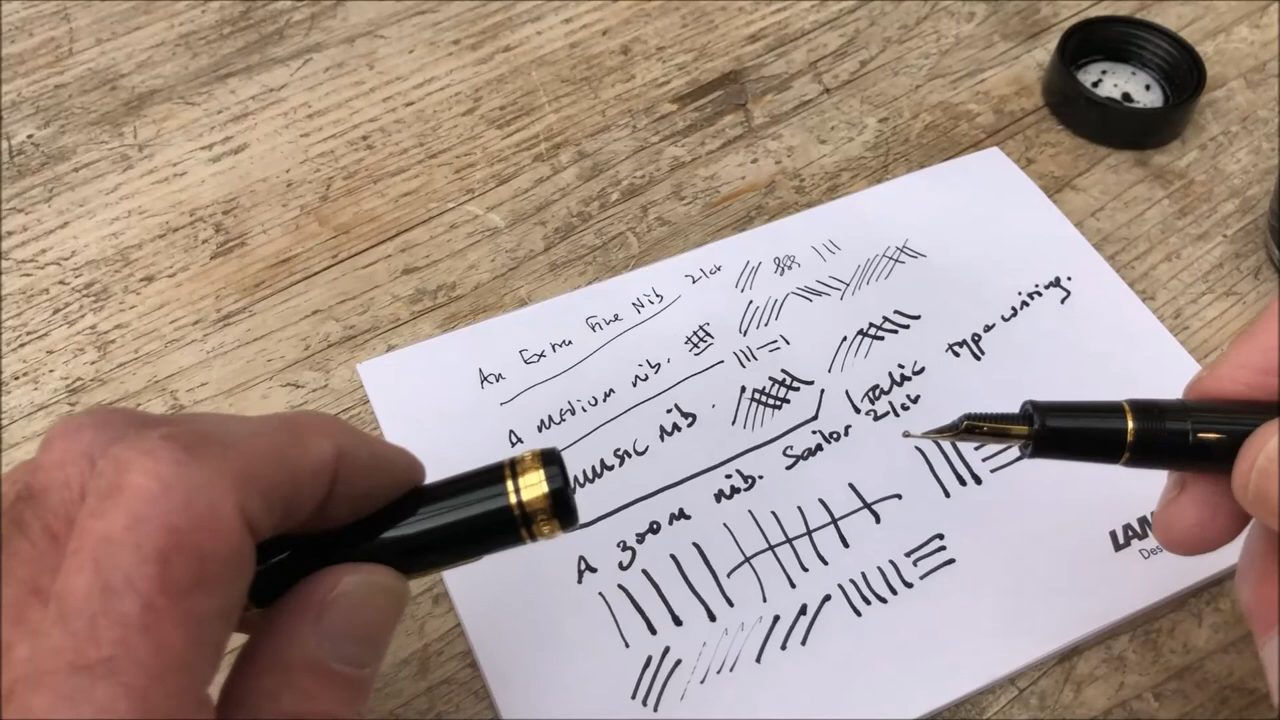 An Extra Fine Nib 21ct
A medium nib.
music nib.
A zoom nib. Sailor 21ct
Italic type writing.
LAM
Des